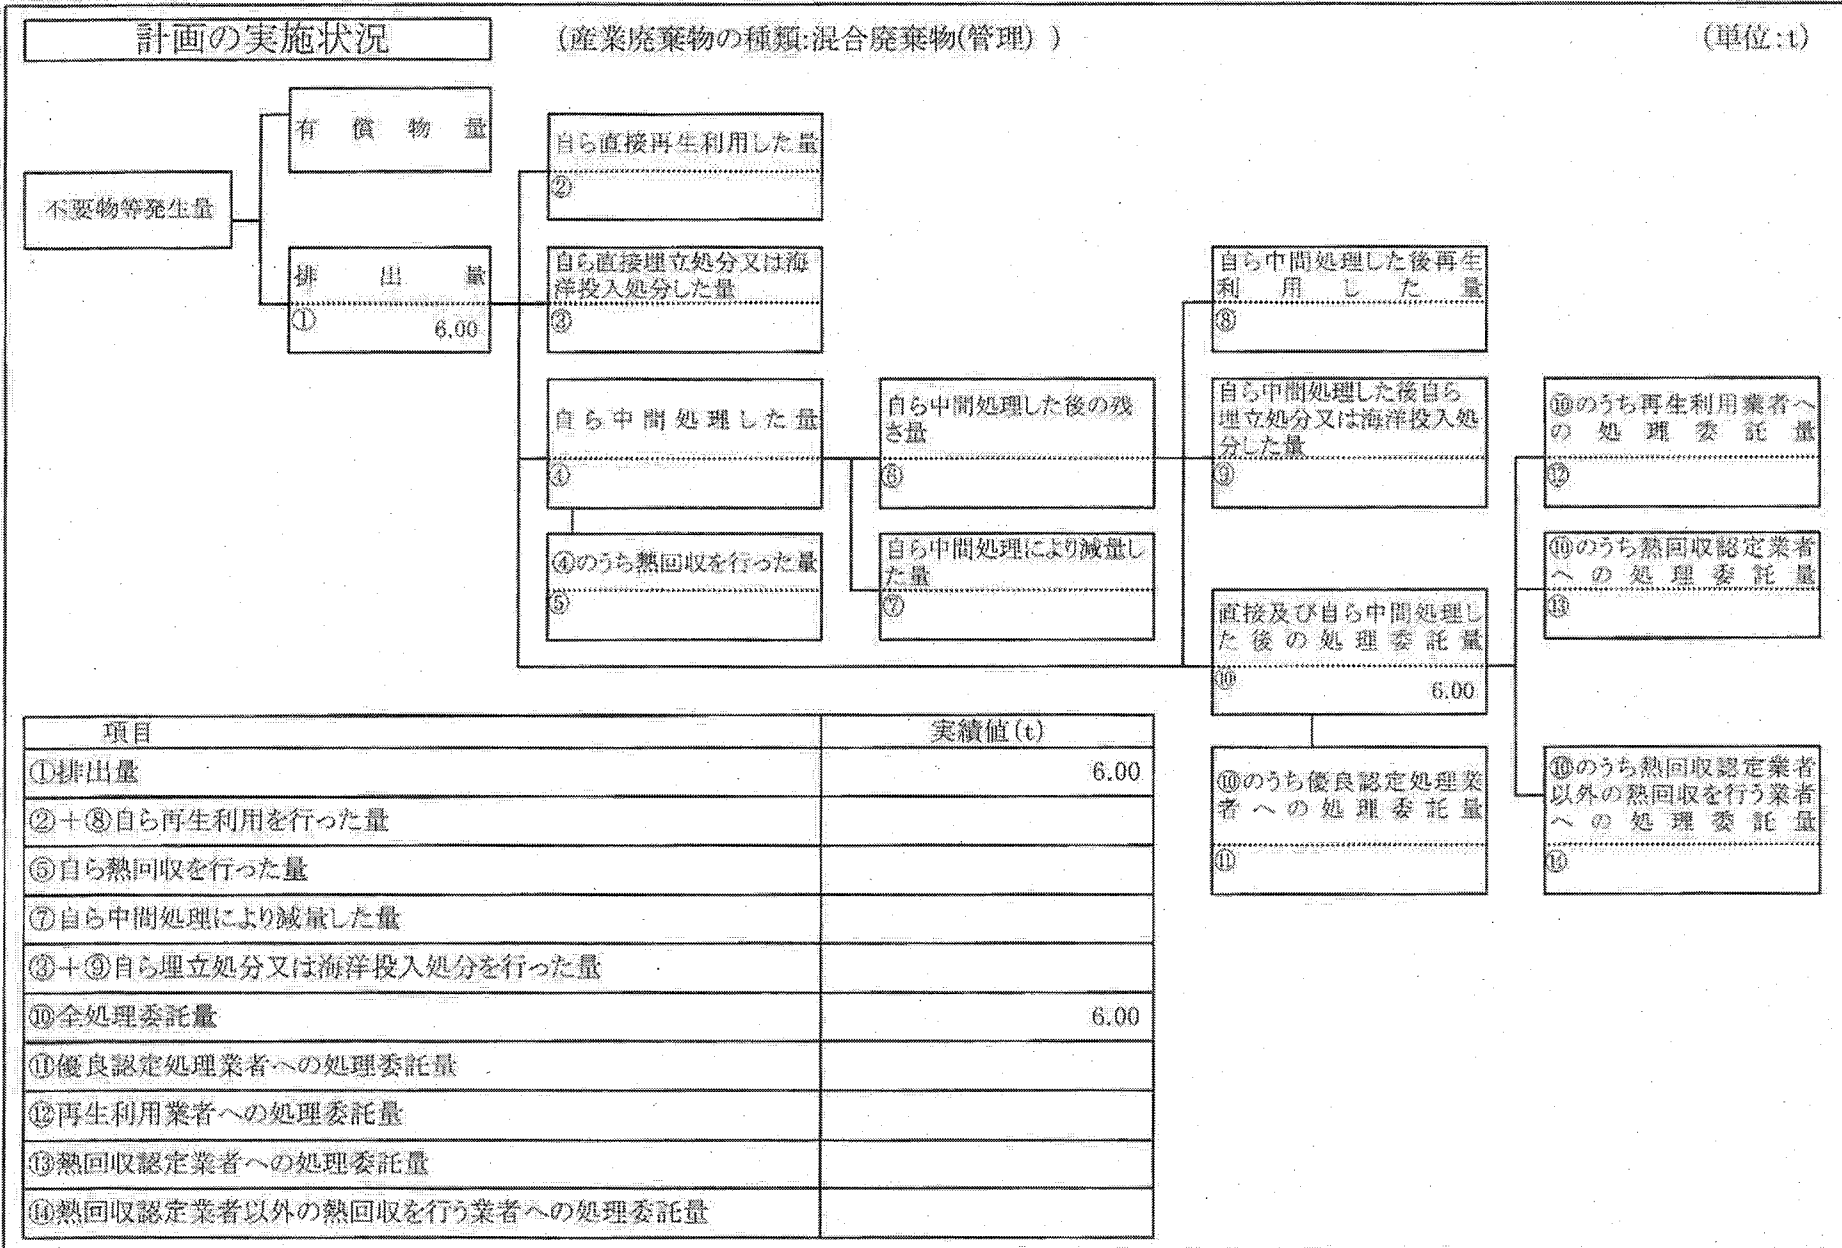 計画の実施状況
(産業廃棄物の種類:混合廃棄物(管理) )
(単位:t)
有償物量
不要物等発生量
排出量
① 6.00
自ら直接再生利用した量
②
自ら直接埋立処分又は海
洋投入処分した量
③
自ら中間処理した量
④
④のうち熱回収を行った量
⑤
自ら中間処理した後の残
さ量
⑥
自ら中間処理により減量し
た量
⑦
自ら中間処理した後再生
利用した量
⑧
自ら中間処理した後自ら
埋立処分又は海洋投入処
分した量
⑨
直接及び自ら中間処理し
た後の処理委託量
⑩ 6.00
⑩のうち優良認定処理業
者への処理委託量
⑪
⑩のうち再生利用業者へ
の処理委託量
⑫
⑩のうち熱回収認定業者
への処理委託量
⑬
⑩のうち熱回収認定業者
以外の熱回収を行う業者
への処理委託量
⑭
項目 実績値(t)
①排出量 6.00
②+⑧自ら再生利用を行った量
⑤自ら熱回収を行った量
⑦自ら中間処理により減量した量
③+⑨自ら埋立処分又は海洋投入処分を行った量
⑩全処理委託量 6.00
⑪優良認定処理業者への処理委託量
⑫再生利用業者への処理委託量
⑬熱回収認定業者への処理委託量
⑭熱回収認定業者以外の熱回収を行う業者への処理委託量